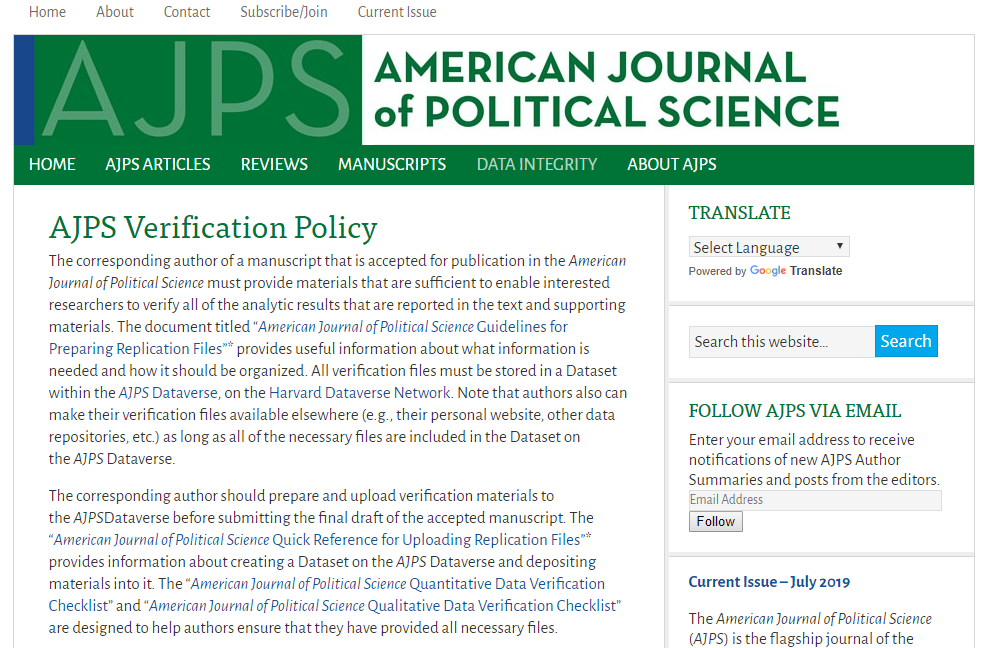 Home About Contact Subscribe/Join Current Issue
AJPS
AMERICAN JOURNAL
of POLITICAL SCIENCE
HOME AJPS ARTICLES REVIEWS MANUSCRIPTS DATA INTEGRITY ABOUT AJPS
AJPS Verification Policy
The corresponding author of a manuscript that is accepted for publication in the American
Journal of Political Science must provide materials that are sufficient to enable interested
researchers to verify all of the analytic results that are reported in the text and supporting
materials. The document titled “American Journal of Political Science Guidelines for
Preparing Replication Files”* provides useful information about what information is
needed and how it should be organized. All verification files must be stored in a Dataset
within the AJPS Dataverse, on the Harvard Dataverse Network. Note that authors also can
make their verification files available elsewhere (e.g., their personal website, other data
repositories, etc.) as long as all of the necessary files are included in the Dataset on
the AJPS Dataverse.
The corresponding author should prepare and upload verification materials to
the AJPSDataverse before submitting the final draft of the accepted manuscript. The
“American Journal of Political Science Quick Reference for Uploading Replication Files”*
provides information about creating a Dataset on the AJPS Dataverse and depositing
materials into it. The “American Journal of Political Science Quantitative Data Verification
Checklist” and “American Journal of Political Science Qualitative Data Verification Checklist”
are designed to help authors ensure that they have provided all necessary files.
TRANSLATE
Select Language
Powered by Google Translate
Search this website...
Search
FOLLOW AJPS VIA EMAIL
Enter your email address to receive
notifications of new AJPS Author
Summaries and posts from the editors.
Email Address
Follow
Current Issue – July 2019
The American Journal of Political Science
(AJPS) is the flagship journal of the